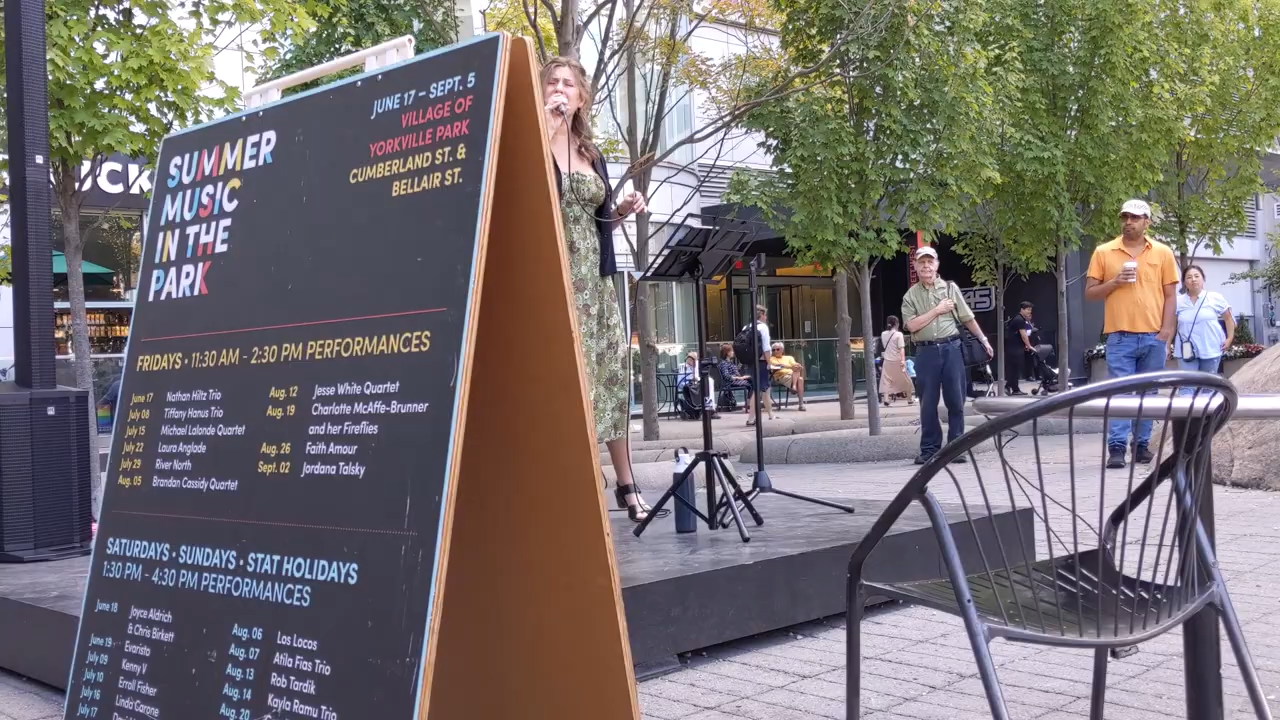 JUNE 17 – SEPT. 5
VILLAGE OF
YORKVILLE PARK
CUMBERLAND ST. &
BELLAIR ST.
SUMMER
MUSIC
IN THE
PARK
FRIDAYS • 11:30 AM - 2:30 PM PERFORMANCES
June 17 Nathan Hiltz Trio
July 08 Tiffany Hanus Trio
July 15 Michael Lalonde Quartet
July 22 Laura Anglade
July 29 River North
Aug. 05 Brandan Cassidy Quartet
Aug. 12 Jesse White Quartet
Aug. 19 Charlotte McAffe-Brunner
and her Fireflies
Aug. 26 Faith Amour
Sept. 02 Jordana Talsky
SATURDAYS • SUNDAYS • STAT HOLIDAYS
1:30 PM - 4:30 PM PERFORMANCES
June 18 Joyce Aldrich
& Chris Birkett
June 19 Evaristo
July 09 Kenny V
July 10 Erroll Fisher
July 16 Linda Carone
July 17
Aug. 06 Los Locos
Aug. 07 Atila Fias Trio
Aug. 13 Rob Tardik
Aug. 14 Kayla Ramu Trio
Aug. 20
UCK